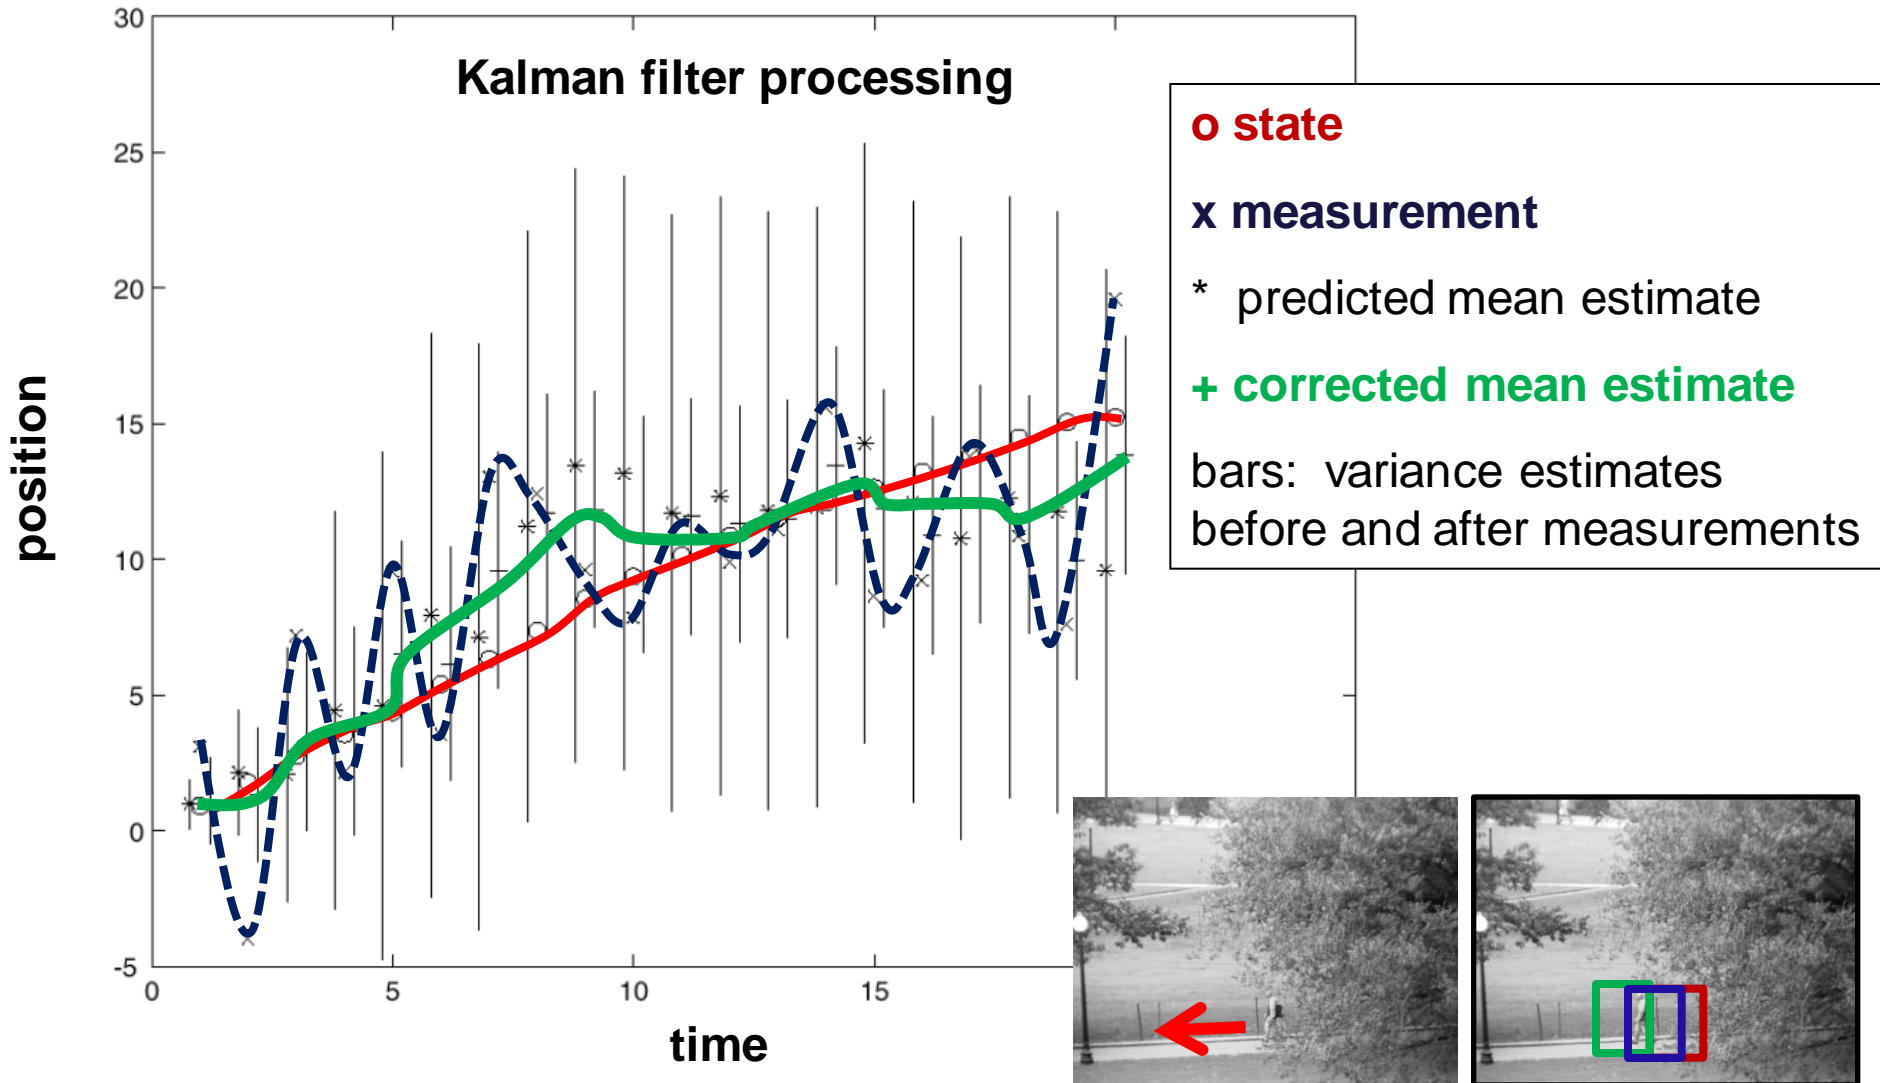 Kalman filter processing
30
25
20
15
10
5
0
-5
0
5
10
15
position
time
o state
x measurement
* predicted mean estimate
+ corrected mean estimate
bars: variance estimates
before and after measurements